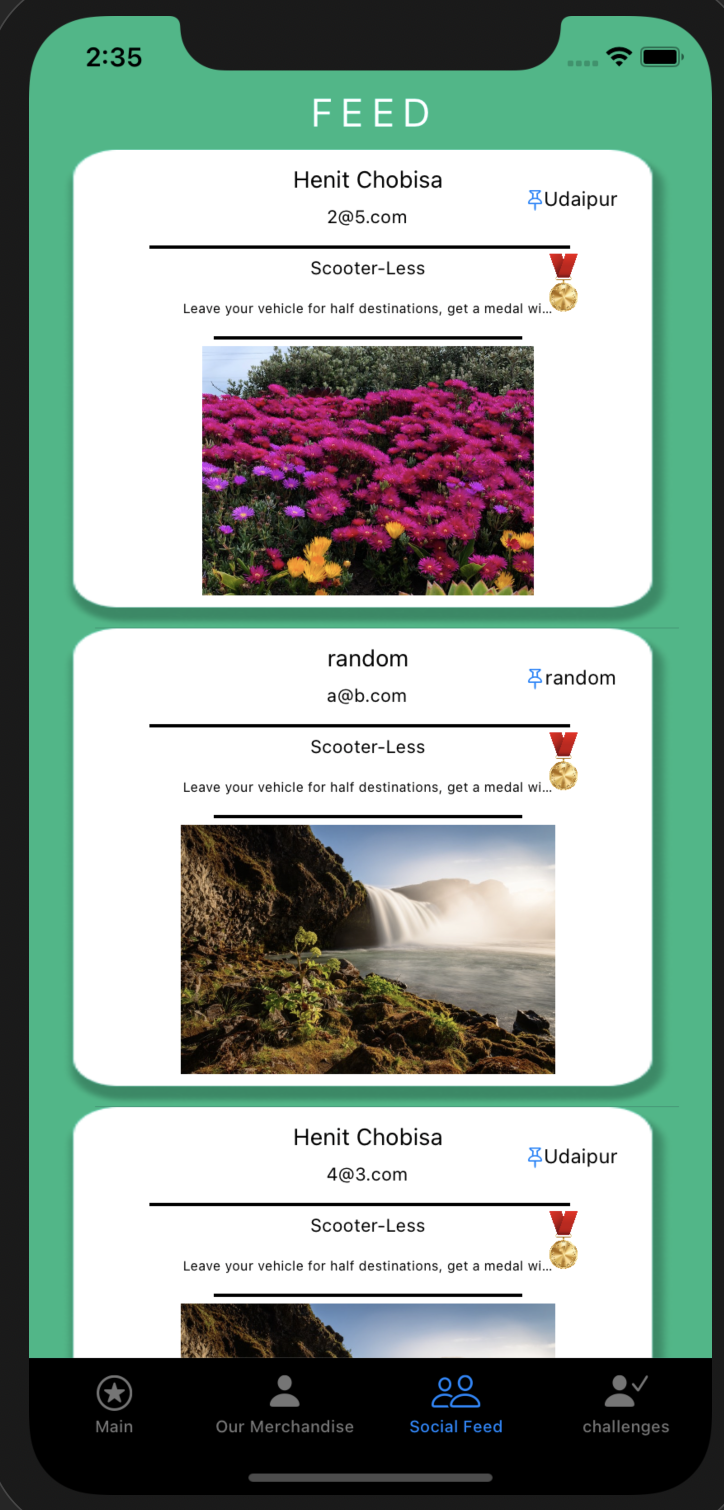 2:35
FEED
Henit Chobisa
Udaipur
2@5.com
Scooter-Less
Leave your vehicle for half destinations, get a medal wi...
random
random
a@b.com
Scooter-Less
Leave your vehicle for half destinations, get a medal wi...
Henit Chobisa
Udaipur
4@3.com
Scooter-Less
Leave your vehicle for half destinations, get a medal wi...
Main
Our Merchandise
Social Feed
challenges